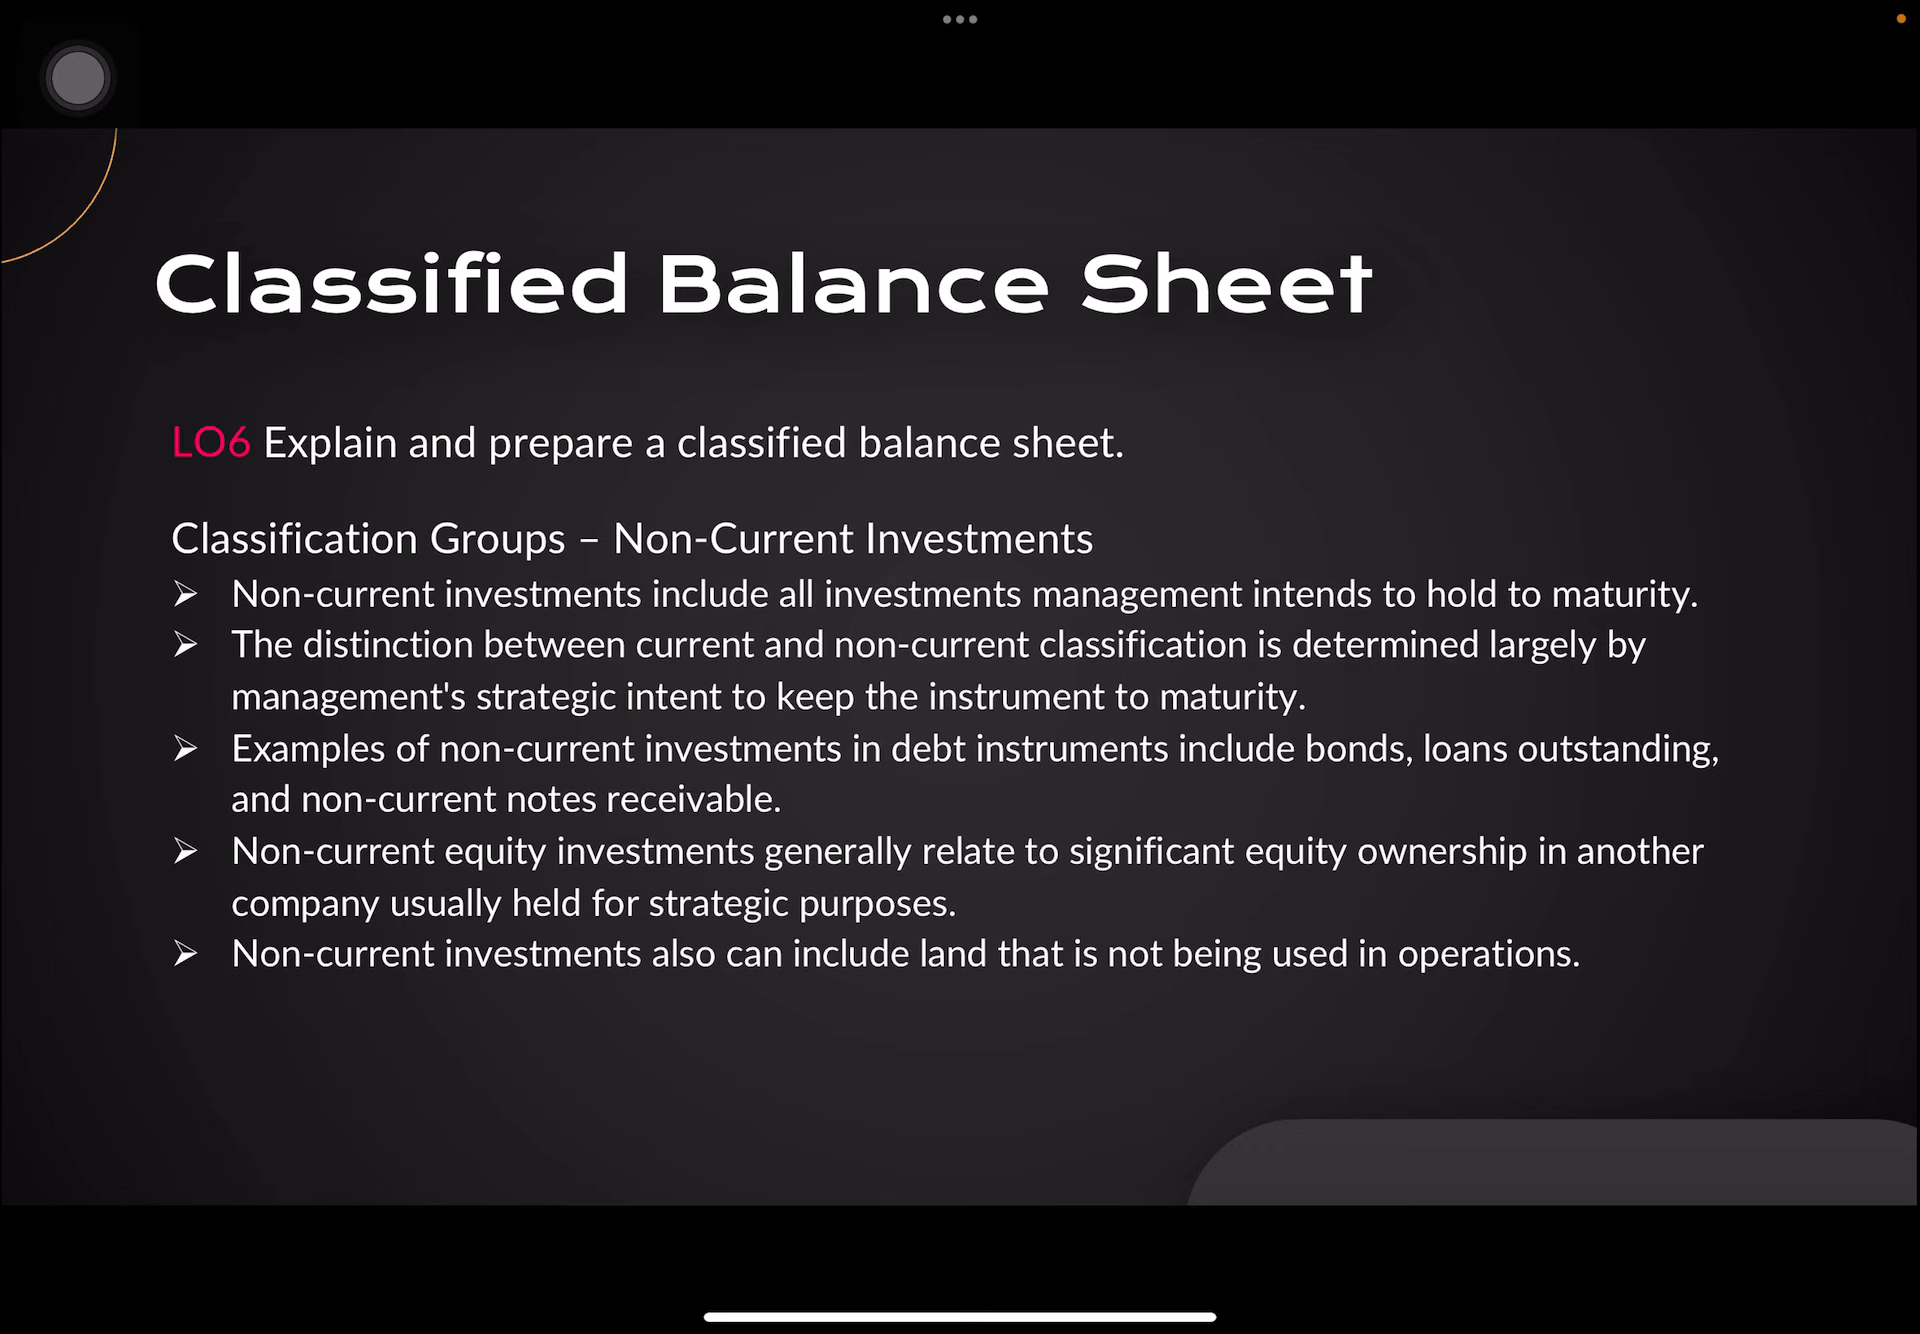 Classified Balance Sheet
LO6 Explain and prepare a classified balance sheet.
Classification Groups – Non-Current Investments
➢ Non-current investments include all investments management intends to hold to maturity.
➢ The distinction between current and non-current classification is determined largely by
management's strategic intent to keep the instrument to maturity.
➢ Examples of non-current investments in debt instruments include bonds, loans outstanding,
and non-current notes receivable.
➢ Non-current equity investments generally relate to significant equity ownership in another
company usually held for strategic purposes.
➢ Non-current investments also can include land that is not being used in operations.